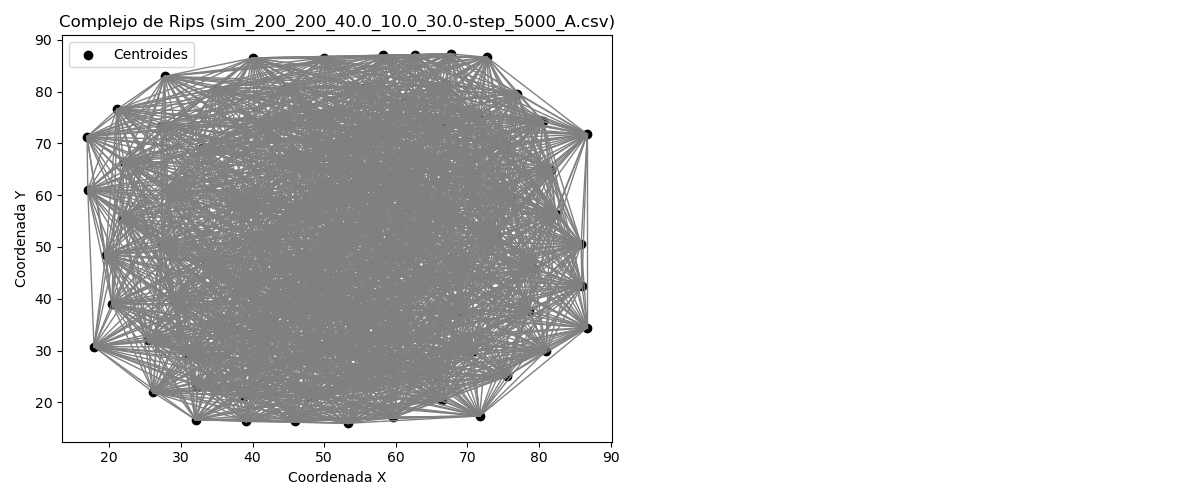 Complejo de Rips (sim_200_200_40.0_10.0_30.0-step_5000_A.csv)
Centroides
90
80
70
60
50
40
30
20
Coordenada Y
20 30 40 50 60 70 80 90
Coordenada X